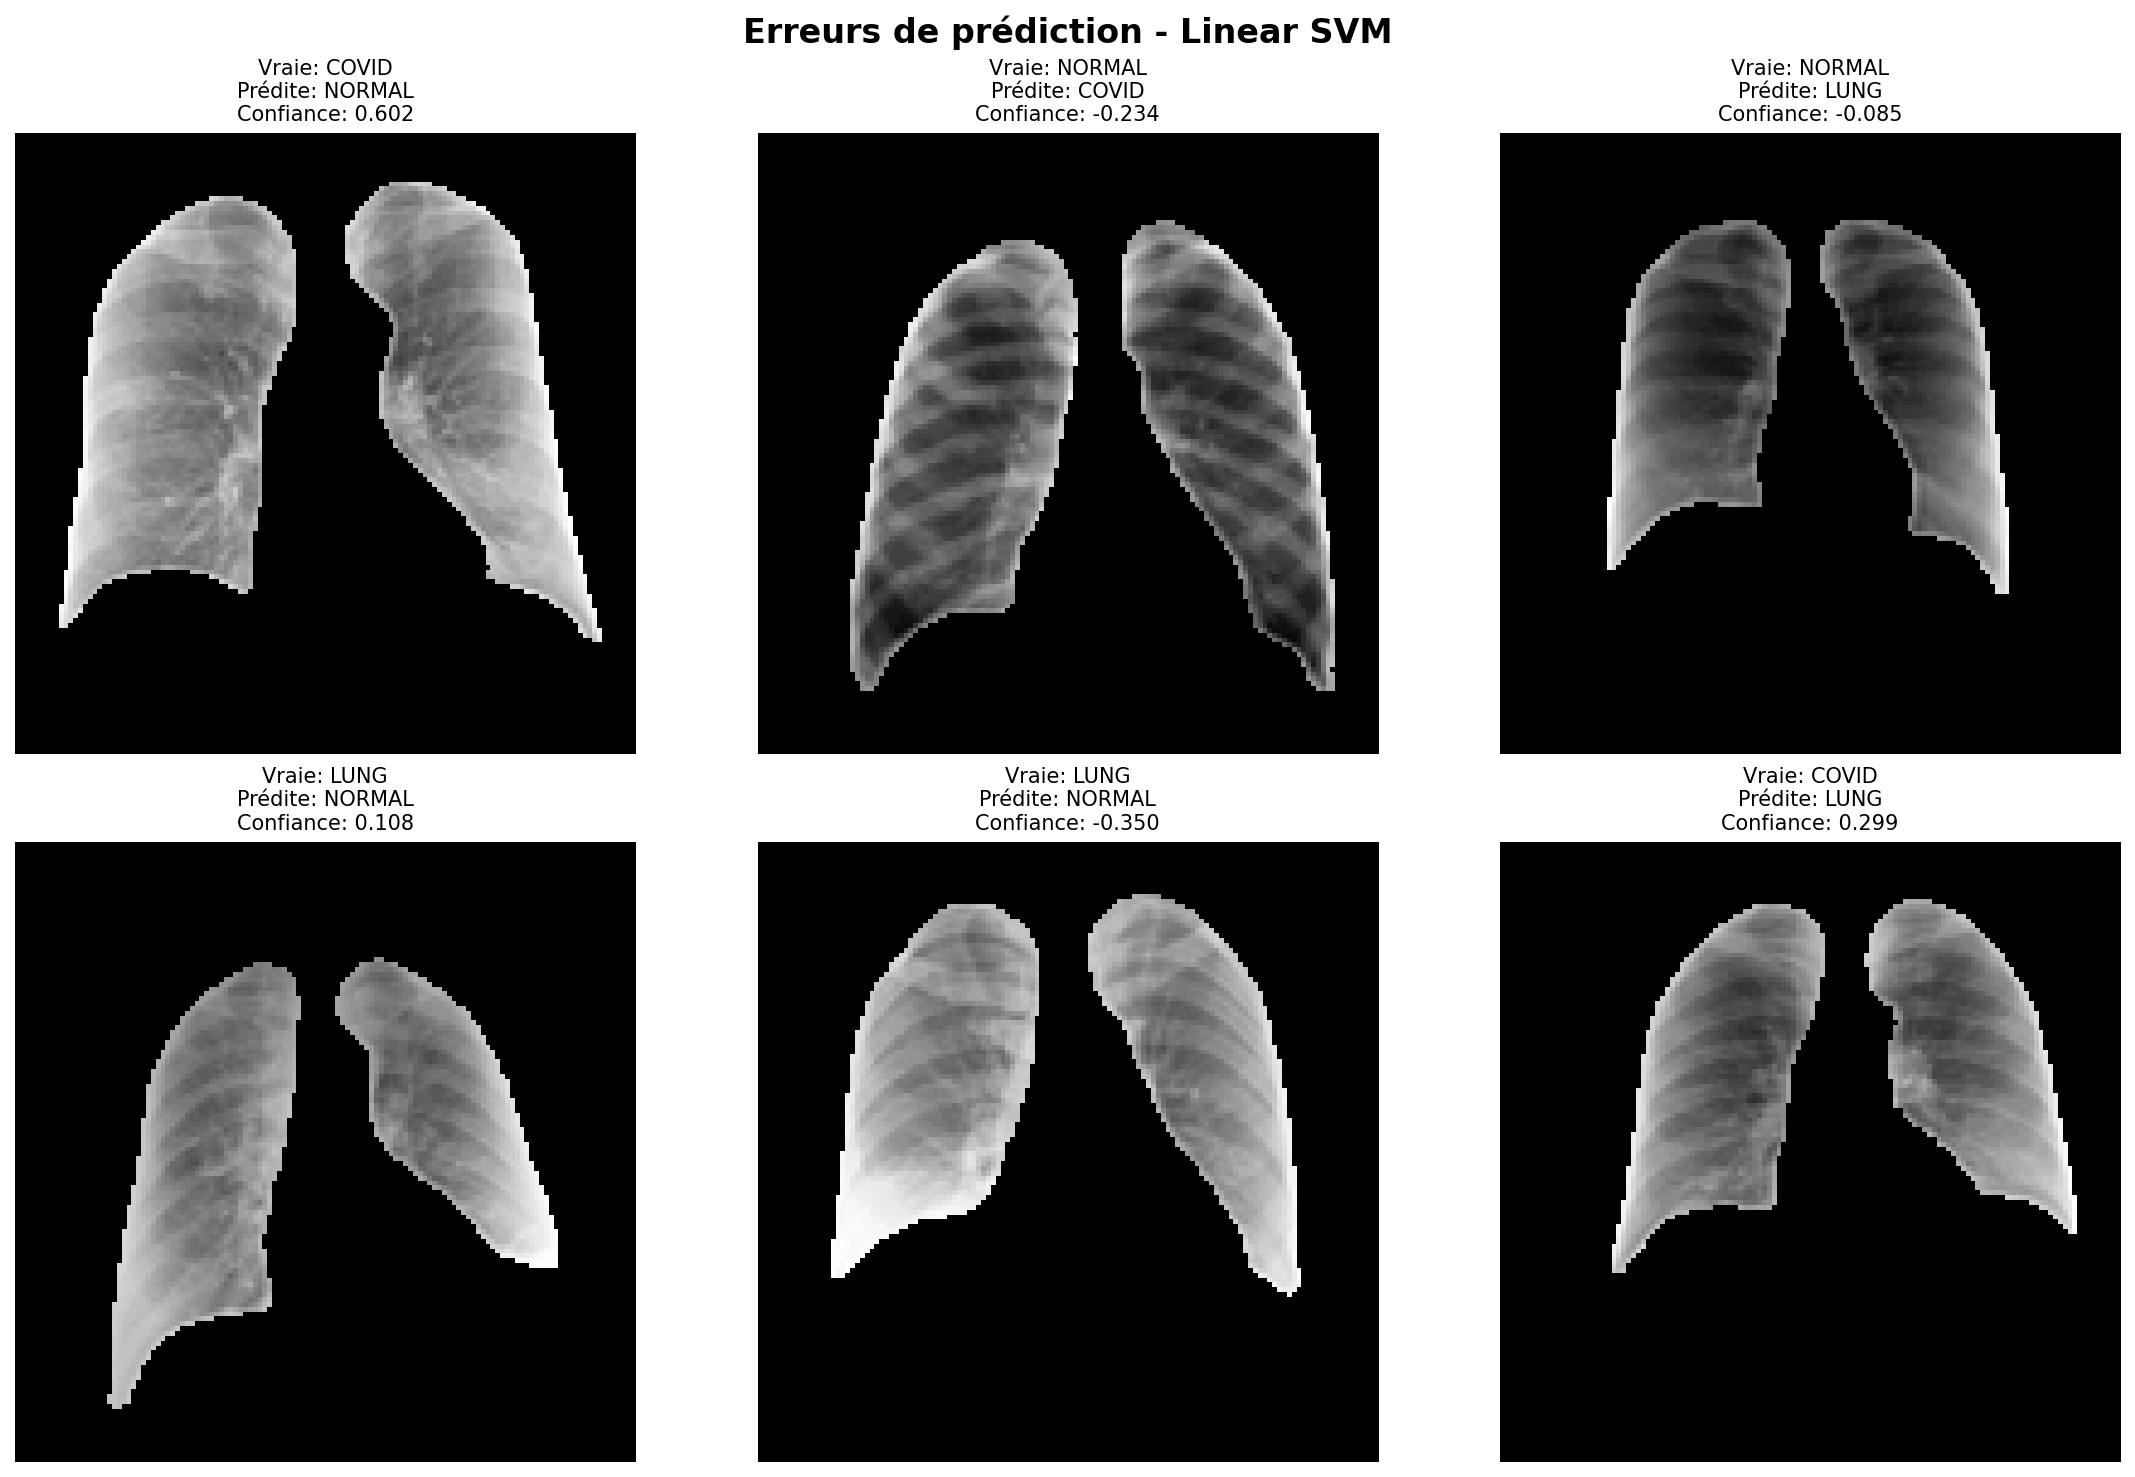 Erreurs de prédiction - Linear SVM
Vraie: COVID
Prédite: NORMAL
Confiance: 0.602
Vraie: NORMAL
Prédite: COVID
Confiance: -0.234
Vraie: NORMAL
Prédite: LUNG
Confiance: -0.085
Vraie: LUNG
Prédite: NORMAL
Confiance: 0.108
Vraie: LUNG
Prédite: NORMAL
Confiance: -0.350
Vraie: COVID
Prédite: LUNG
Confiance: 0.299